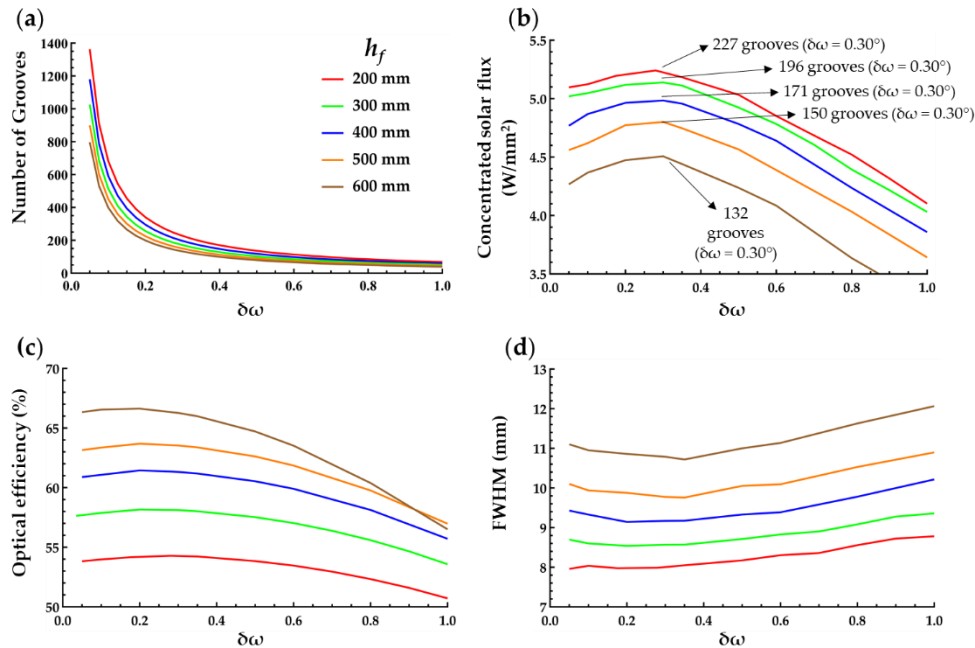 (a)
Number of Grooves
1400
1200
1000
800
600
400
200
0
0.0 0.2 0.4 0.6 0.8 1.0
δω
h_f
200 mm
300 mm
400 mm
500 mm
600 mm
(b)
Concentrated solar flux
(W/mm²)
5.5
5.0
4.5
4.0
3.5
0.0 0.2 0.4 0.6 0.8 1.0
δω
227 grooves (δω = 0.30°)
196 grooves (δω = 0.30°)
171 grooves (δω = 0.30°)
150 grooves (δω = 0.30°)
132
grooves
(δω = 0.30°)
(c)
Optical efficiency (%)
70
65
60
55
50
0.0 0.2 0.4 0.6 0.8 1.0
δω
(d)
FWHM (mm)
13
12
11
10
9
8
7
0.0 0.2 0.4 0.6 0.8 1.0
δω